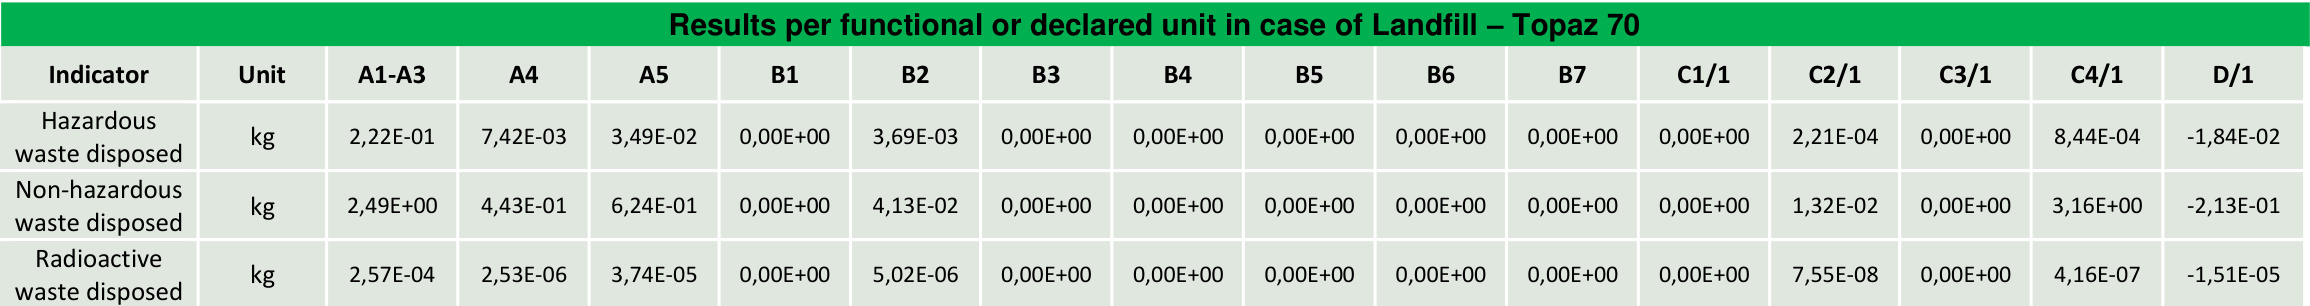 Results per functional or declared unit in case of Landfill – Topaz 70
Indicator Unit A1-A3 A4 A5 B1 B2 B3 B4 B5 B6 B7 C1/1 C2/1 C3/1 C4/1 D/1
Hazardous
waste disposed kg 2,22E-01 7,42E-03 3,49E-02 0,00E+00 3,69E-03 0,00E+00 0,00E+00 0,00E+00 0,00E+00 0,00E+00 0,00E+00 2,21E-04 0,00E+00 8,44E-04 -1,84E-02
Non-hazardous
waste disposed kg 2,49E+00 4,43E-01 6,24E-01 0,00E+00 4,13E-02 0,00E+00 0,00E+00 0,00E+00 0,00E+00 0,00E+00 0,00E+00 1,32E-02 0,00E+00 3,16E+00 -2,13E-01
Radioactive
waste disposed kg 2,57E-04 2,53E-06 3,74E-05 0,00E+00 5,02E-06 0,00E+00 0,00E+00 0,00E+00 0,00E+00 0,00E+00 0,00E+00 7,55E-08 0,00E+00 4,16E-07 -1,51E-05